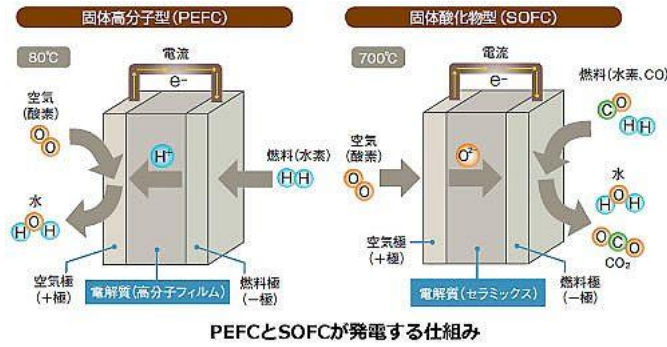 固体高分子型(PEFC)
80℃
電流
e-
空気
(酸素)
O
O
H⁺
燃料(水素)
H H
水
H O H
空気極
(+極)
電解質(高分子フィルム)
燃料極
(−極)
固体酸化物型(SOFC)
700℃
電流
e-
燃料(水素、CO)
C O
H H
空気
(酸素)
O
O
O²⁻
水
H O H
O C O
CO₂
空気極
(+極)
電解質(セラミックス)
燃料極
(−極)
PEFCとSOFCが発電する仕組み